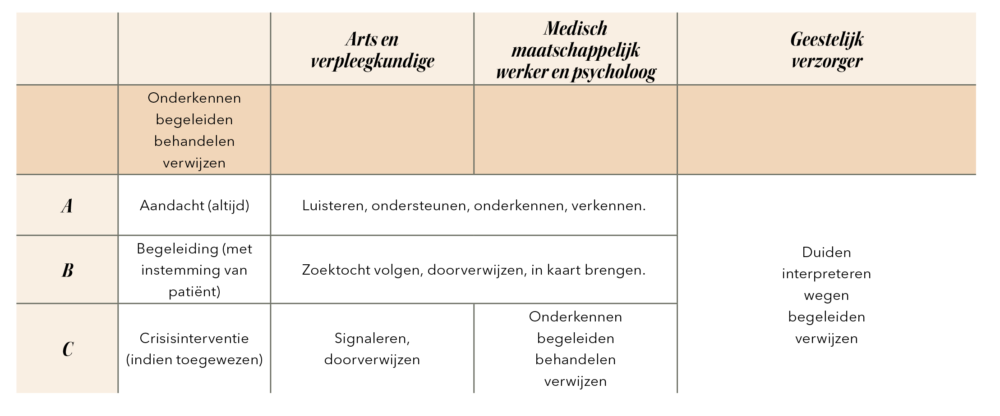 Arts en
verpleegkundige
Medisch
maatschappelijk
werker en psycholoog
Geestelijk
verzorger
Onderkennen
begeleiden
behandelen
verwijzen
A
Aandacht (altijd)
Luisteren, ondersteunen, onderkennen, verkennen.
B
Begeleiding (met
instemming van
patiënt)
Zoektocht volgen, doorverwijzen, in kaart brengen.
C
Crisisinterventie
(indien toegewezen)
Signaleren,
doorverwijzen
Onderkennen
begeleiden
behandelen
verwijzen
Duiden
interpreteren
wegen
begeleiden
verwijzen